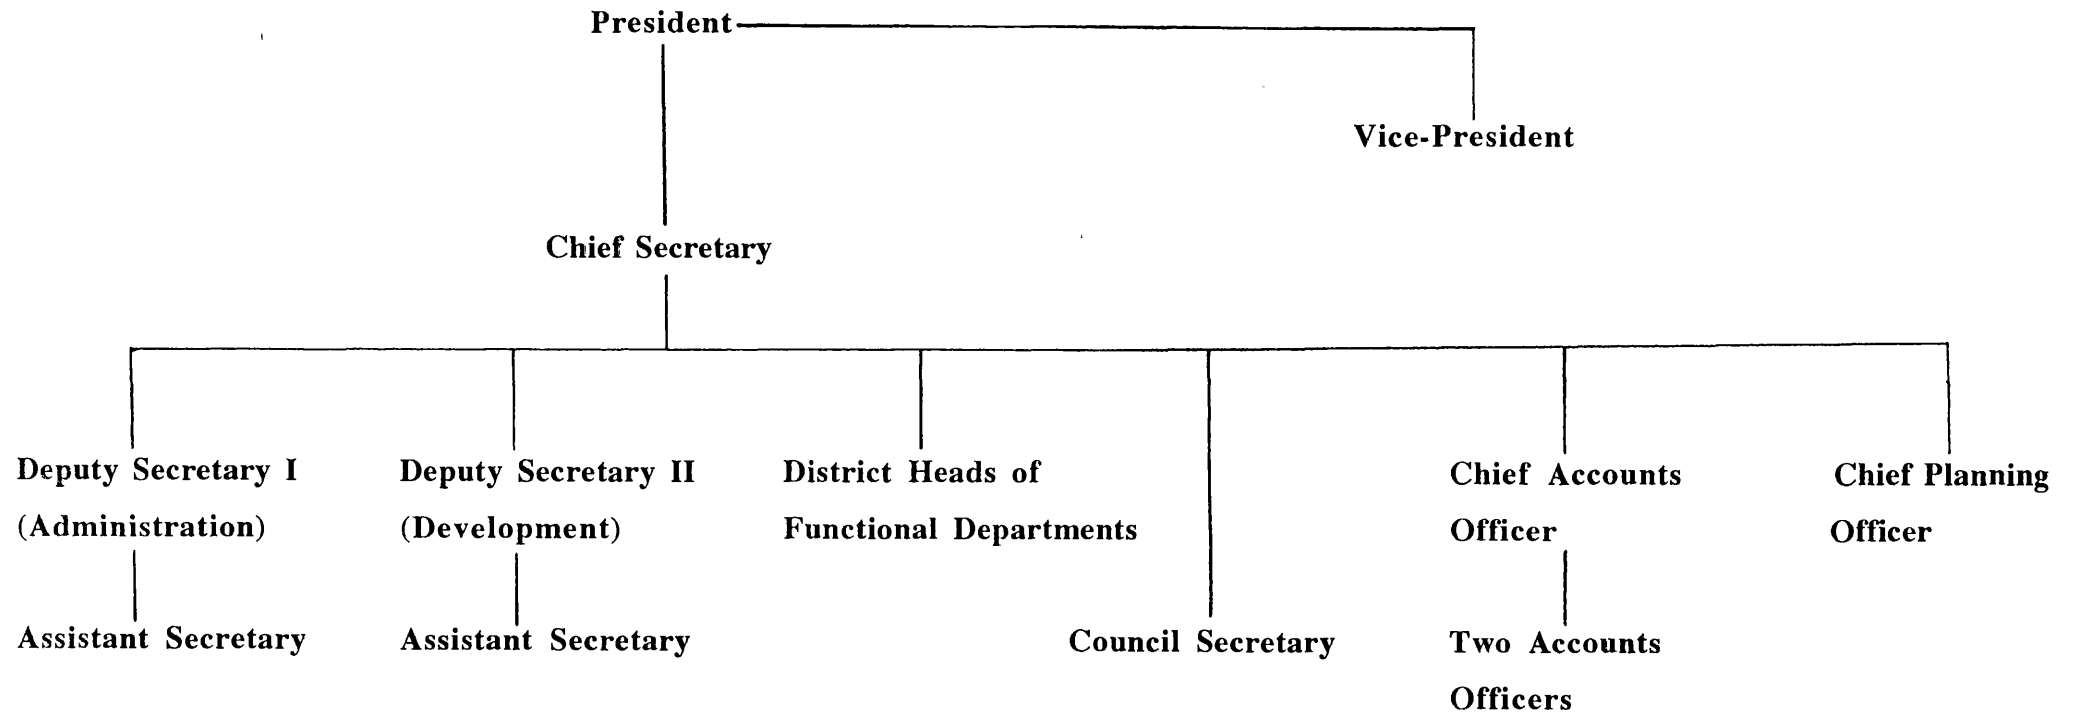 President
Vice-President
Chief Secretary
Deputy Secretary I
(Administration)
Deputy Secretary II
(Development)
District Heads of
Functional Departments
Chief Accounts
Officer
Chief Planning
Officer
Assistant Secretary
Assistant Secretary
Council Secretary
Two Accounts
Officers